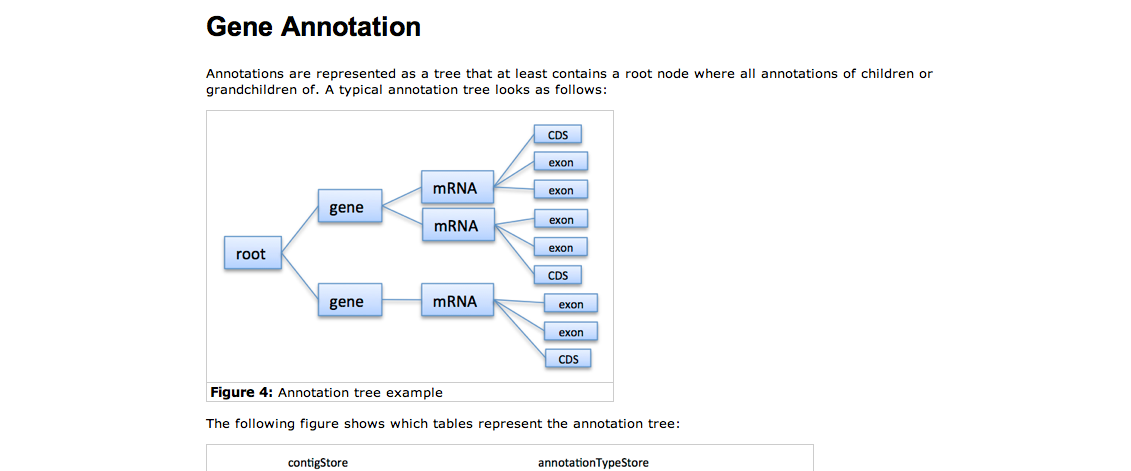 Gene Annotation
Annotations are represented as a tree that at least contains a root node where all annotations of children or
grandchildren of. A typical annotation tree looks as follows:
CDS
exon
mRNA
exon
gene
exon
mRNA
exon
root
CDS
gene
mRNA
exon
exon
CDS
Figure 4: Annotation tree example
The following figure shows which tables represent the annotation tree:
contigStore
annotationTypeStore